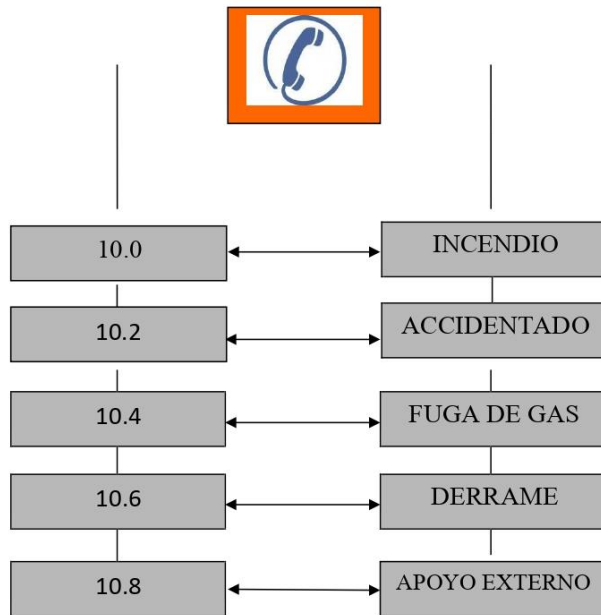 10.0 INCENDIO
10.2 ACCIDENTADO
10.4 FUGA DE GAS
10.6 DERRAME
10.8 APOYO EXTERNO